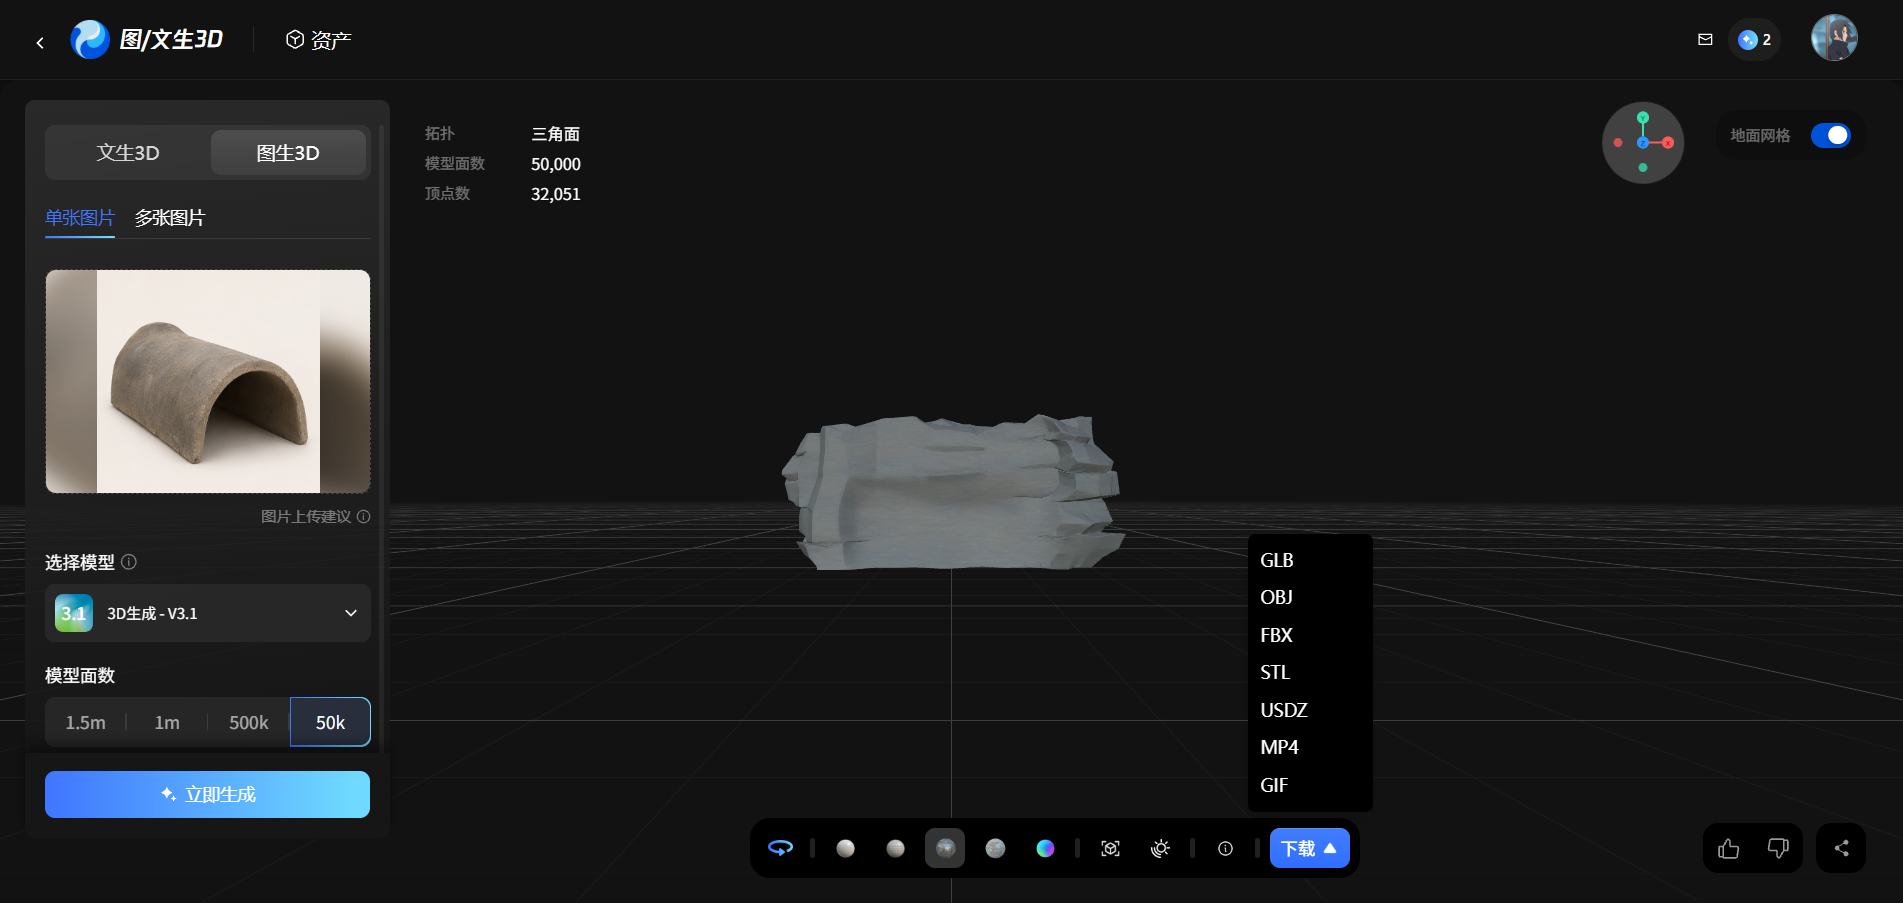 图/文生3D
资产
2
文生3D
图生3D
单张图片
多张图片
图片上传建议
选择模型
3.1
3D生成 - V3.1
模型面数
1.5m
1m
500k
50k
立即生成
拓扑 三角面
模型面数 50,000
顶点数 32,051
Y
Z
X
地面网格
GLB
OBJ
FBX
STL
USDZ
MP4
GIF
下载